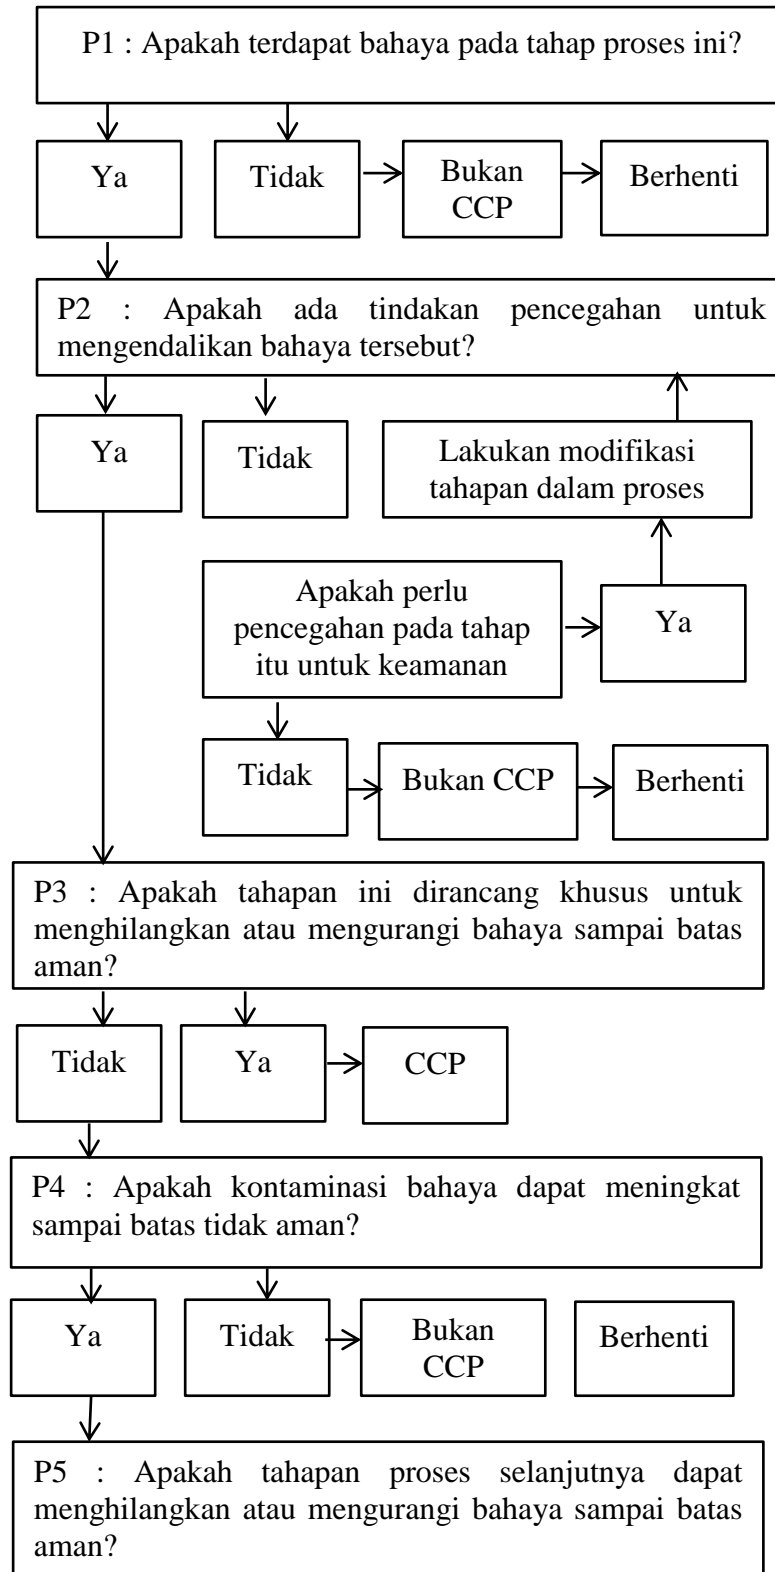 P1 : Apakah terdapat bahaya pada tahap proses ini?
Ya
Tidak
Bukan
CCP
Berhenti
P2 : Apakah ada tindakan pencegahan untuk
mengendalikan bahaya tersebut?
Ya
Tidak
Lakukan modifikasi
tahapan dalam proses
Apakah perlu
pencegahan pada tahap
itu untuk keamanan
Ya
Tidak
Bukan CCP
Berhenti
P3 : Apakah tahapan ini dirancang khusus untuk
menghilangkan atau mengurangi bahaya sampai batas
aman?
Tidak
Ya
CCP
P4 : Apakah kontaminasi bahaya dapat meningkat
sampai batas tidak aman?
Ya
Tidak
Bukan
CCP
Berhenti
P5 : Apakah tahapan proses selanjutnya dapat
menghilangkan atau mengurangi bahaya sampai batas
aman?